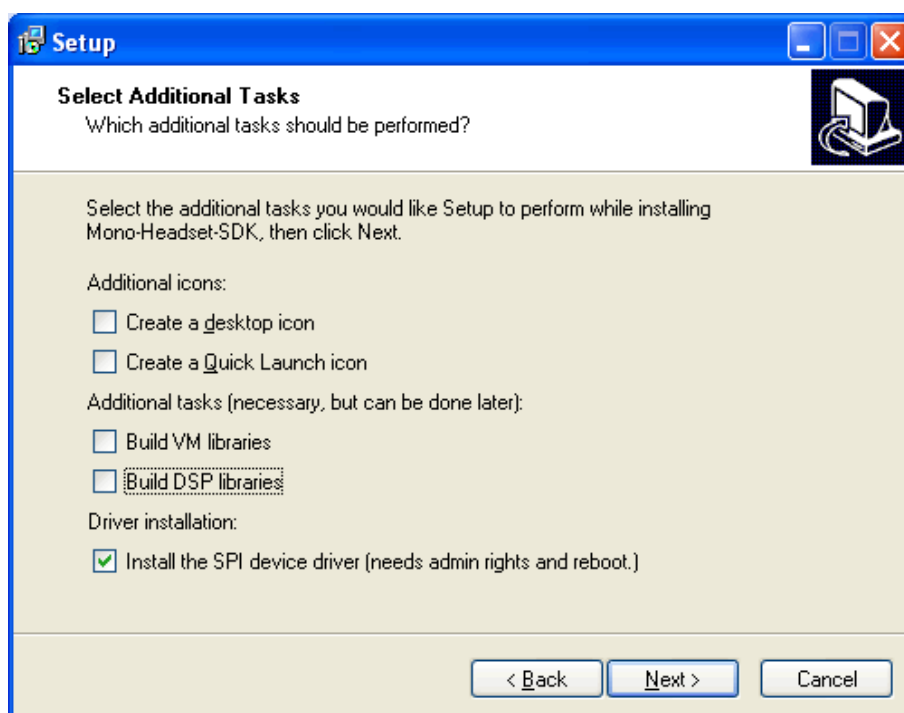 Setup
Select Additional Tasks
Which additional tasks should be performed?
Select the additional tasks you would like Setup to perform while installing
Mono-Headset-SDK, then click Next.
Additional icons:
Create a desktop icon
Create a Quick Launch icon
Additional tasks (necessary, but can be done later):
Build VM libraries
Build DSP libraries
Driver installation:
Install the SPI device driver (needs admin rights and reboot.)
< Back Next > Cancel